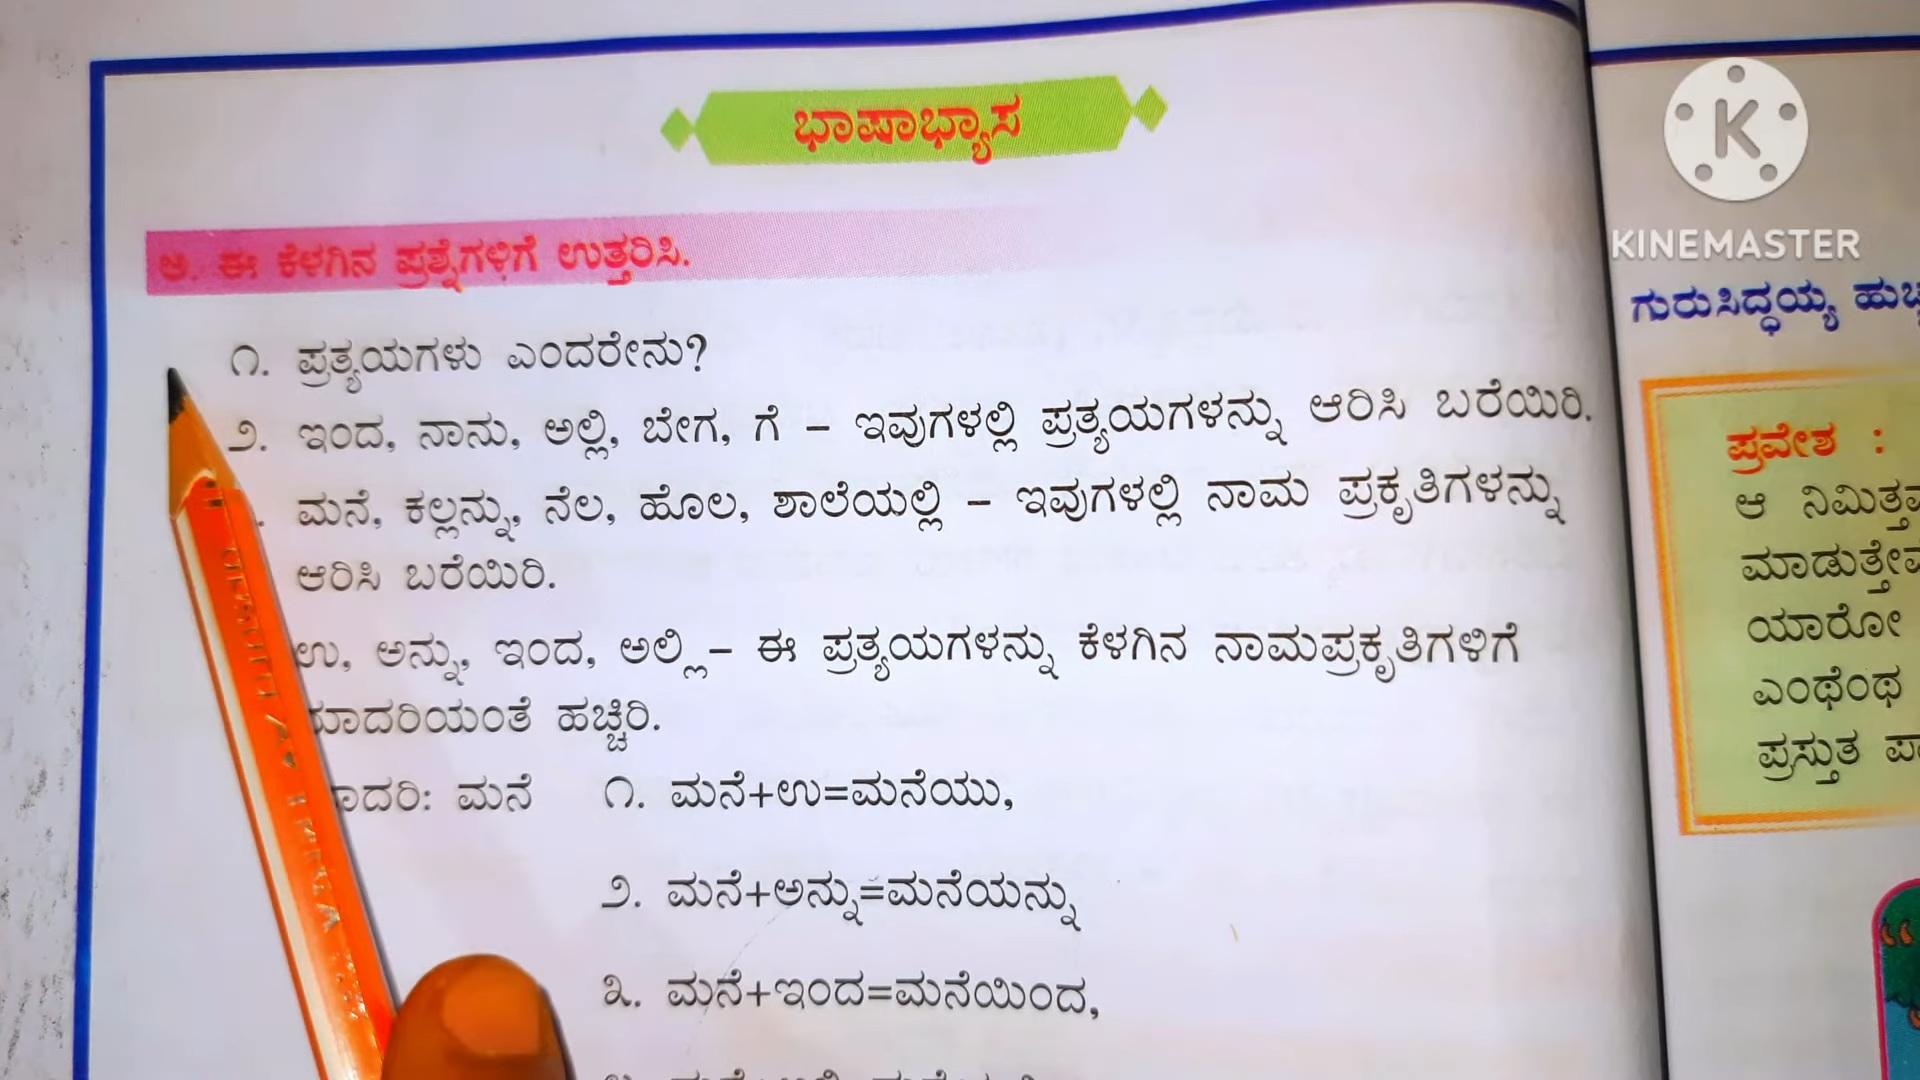 ಭಾಷಾಭ್ಯಾಸ
ಅ. ಈ ಕೆಳಗಿನ ಪ್ರಶ್ನೆಗಳಿಗೆ ಉತ್ತರಿಸಿ.
೧. ಪ್ರತ್ಯಯಗಳು ಎಂದರೇನು?
೨. ಇಂದ, ನಾನು, ಅಲ್ಲಿ, ಬೇಗ, ಗೆ – ಇವುಗಳಲ್ಲಿ ಪ್ರತ್ಯಯಗಳನ್ನು ಆರಿಸಿ ಬರೆಯಿರಿ.
ಮನೆ, ಕಲ್ಲನ್ನು, ನೆಲ, ಹೊಲ, ಶಾಲೆಯಲ್ಲಿ – ಇವುಗಳಲ್ಲಿ ನಾಮ ಪ್ರಕೃತಿಗಳನ್ನು
ಆರಿಸಿ ಬರೆಯಿರಿ.
ಉ, ಅನ್ನು, ಇಂದ, ಅಲ್ಲಿ – ಈ ಪ್ರತ್ಯಯಗಳನ್ನು ಕೆಳಗಿನ ನಾಮಪ್ರಕೃತಿಗಳಿಗೆ
ಮಾದರಿಯಂತೆ ಹಚ್ಚಿರಿ.
ಮಾದರಿ: ಮನೆ ೧. ಮನೆ+ಉ=ಮನೆಯು,
೨. ಮನೆ+ಅನ್ನು=ಮನೆಯನ್ನು
೩. ಮನೆ+ಇಂದ=ಮನೆಯಿಂದ,
KINEMASTER
ಗುರುಸಿದ್ಧಯ್ಯ
ಪ್ರವೇಶ :
ಆ
ಯಾರೋ
ಎಂಥೆಂಥ
ಪ್ರಸ್ತುತ